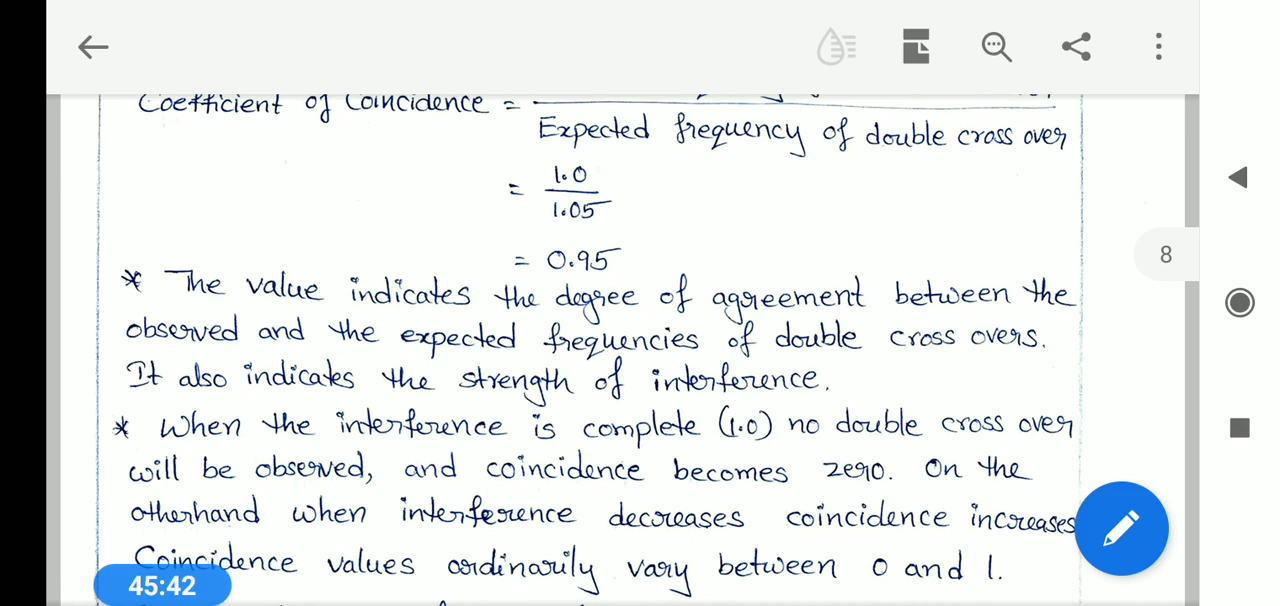 Coefficient of Coincidence =
Expected frequency of double cross over
= 1.0
1.05
= 0.95
8
* The value indicates the degree of agreement between the
observed and the expected frequencies of double cross overs.
It also indicates the strength of interference.
* When the interference is complete (1.0) no double cross over
will be observed, and coincidence becomes zero. On the
otherhand when interference decreases coincidence increases
Coincidence values ordinarily vary between 0 and 1.
45:42